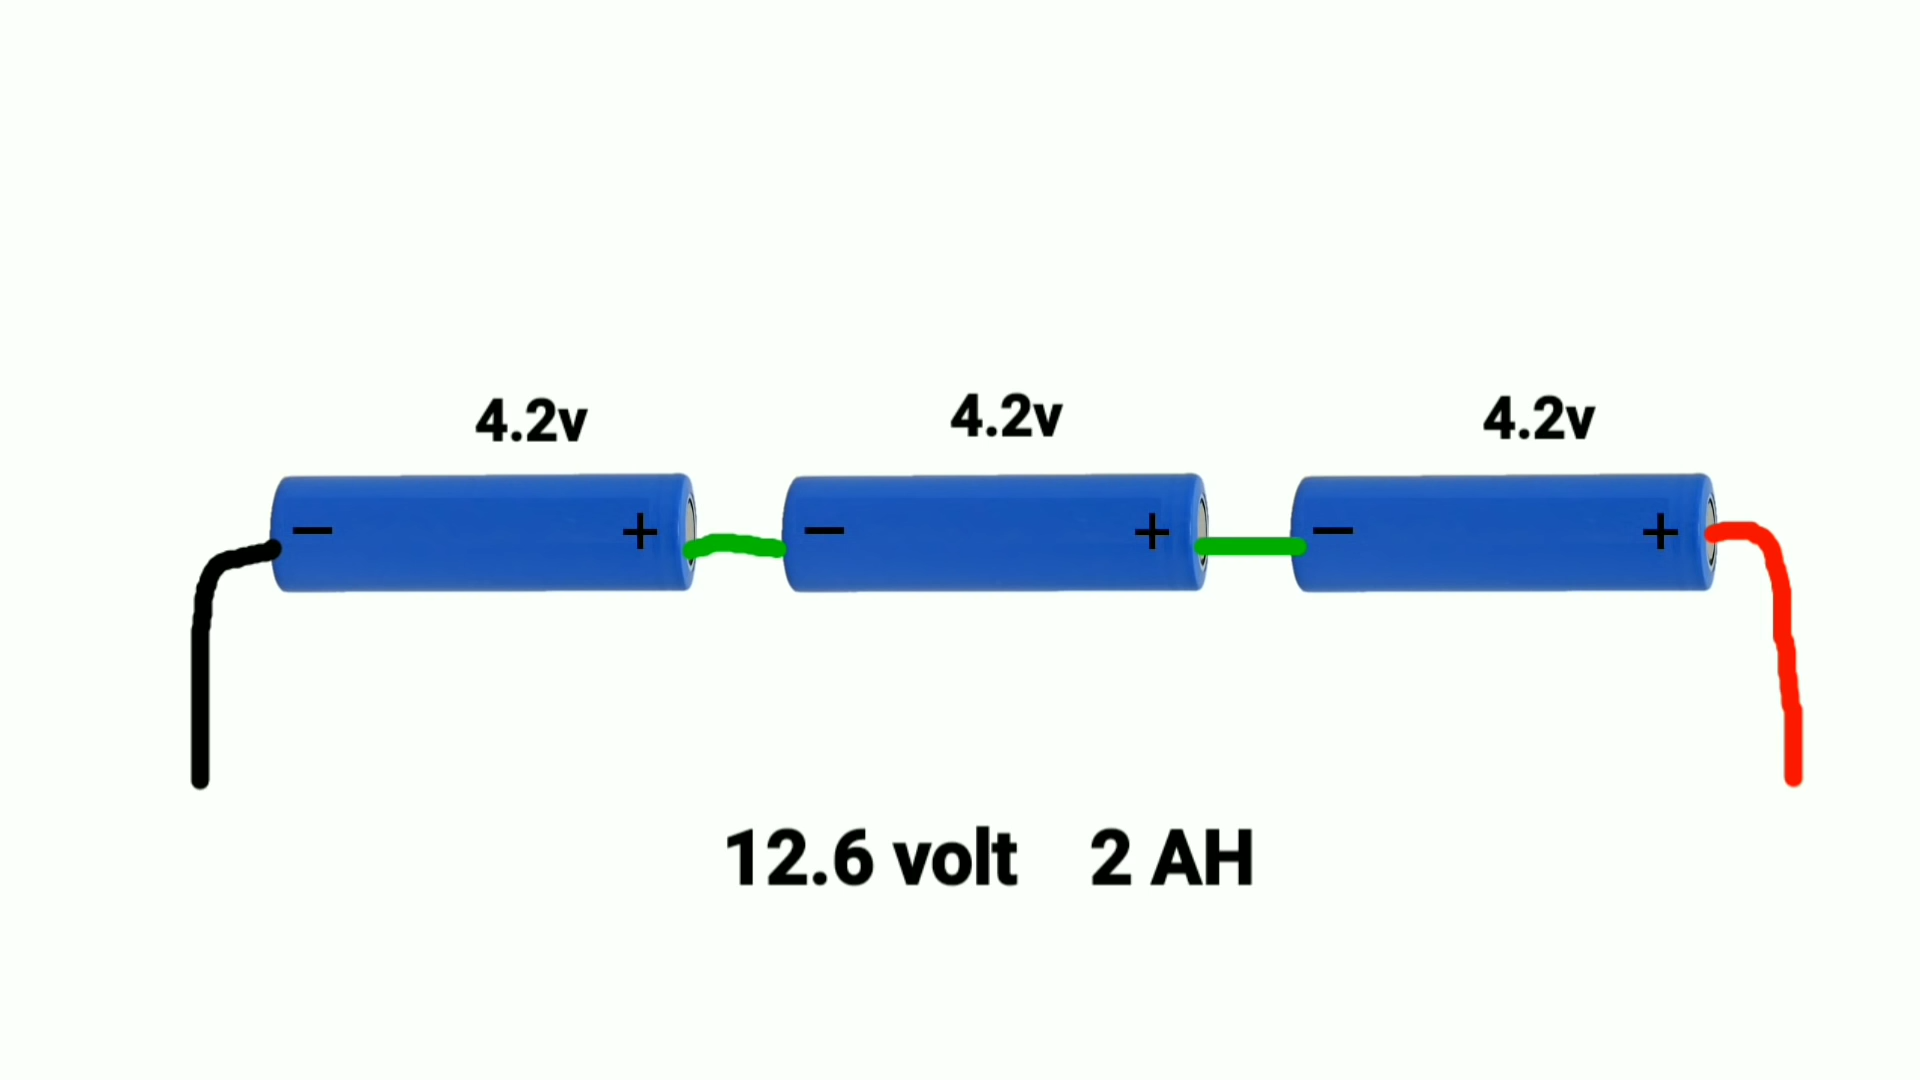 4.2v 4.2v 4.2v
− + − + − +
12.6 volt 2 AH